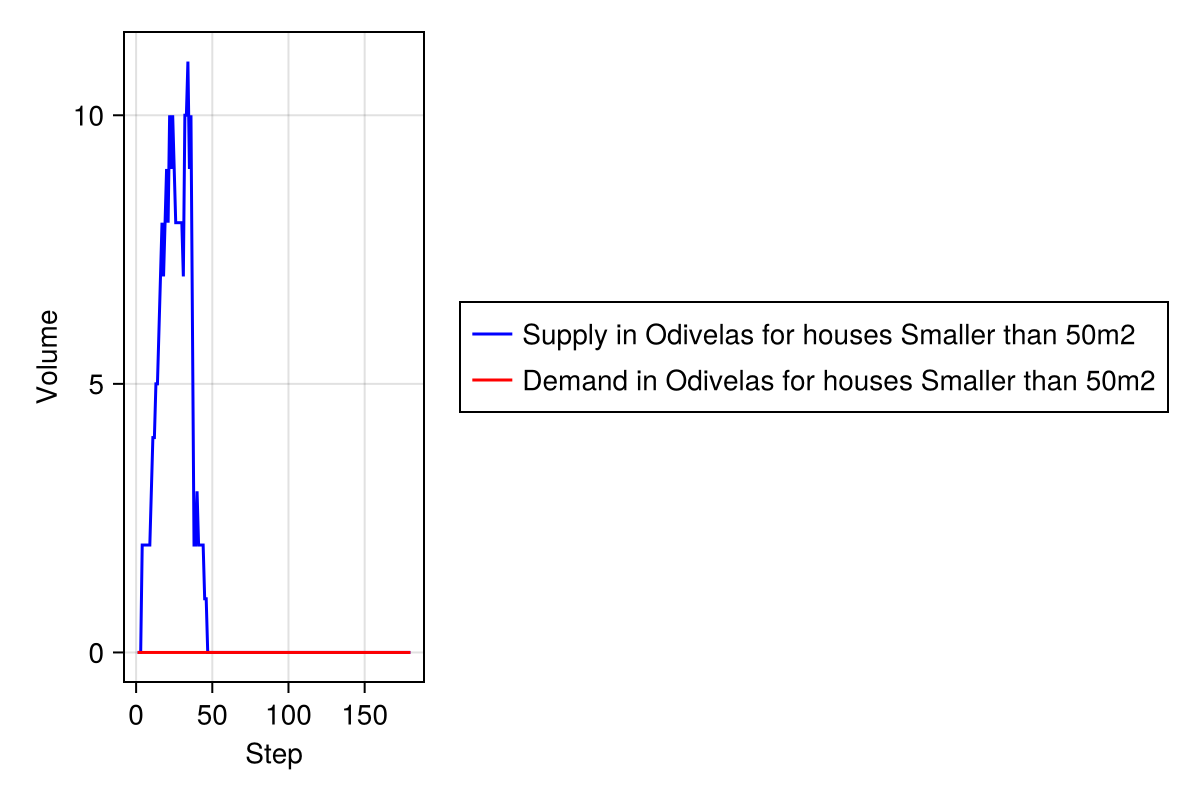 10
5
0
Volume
0 50 100 150
Step
Supply in Odivelas for houses Smaller than 50m2
Demand in Odivelas for houses Smaller than 50m2